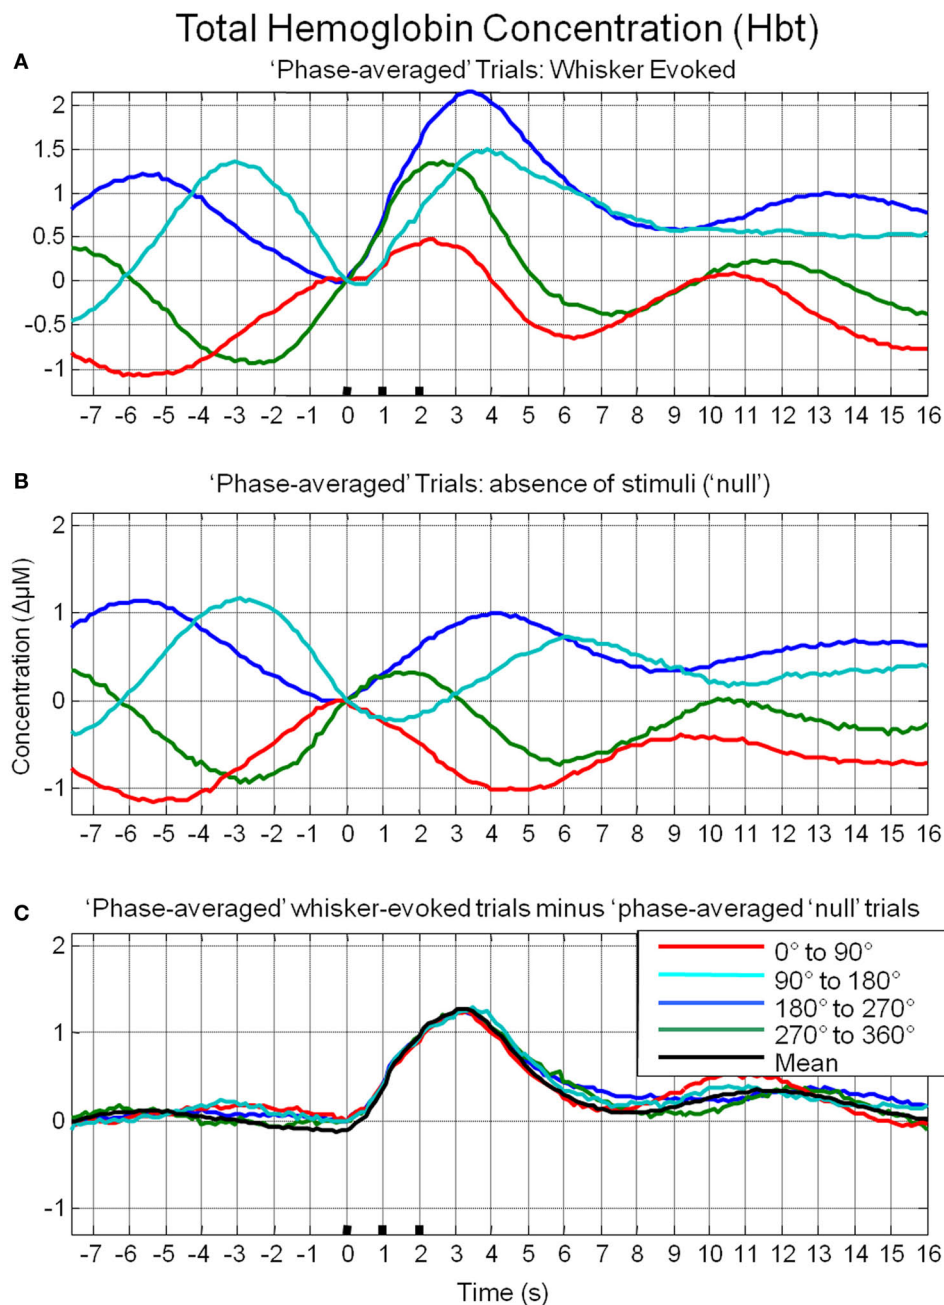 Total Hemoglobin Concentration (Hbt)
A
'Phase-averaged' Trials: Whisker Evoked
2
1.5
1
0.5
0
-0.5
-1
-7 -6 -5 -4 -3 -2 -1 0 1 2 3 4 5 6 7 8 9 10 11 12 13 14 15 16
B
'Phase-averaged' Trials: absence of stimuli ('null')
2
1
0
-1
Concentration (ΔµM)
-7 -6 -5 -4 -3 -2 -1 0 1 2 3 4 5 6 7 8 9 10 11 12 13 14 15 16
C
'Phase-averaged' whisker-evoked trials minus 'phase-averaged 'null' trials
2
1
0
-1
0° to 90°
90° to 180°
180° to 270°
270° to 360°
Mean
-7 -6 -5 -4 -3 -2 -1 0 1 2 3 4 5 6 7 8 9 10 11 12 13 14 15 16
Time (s)